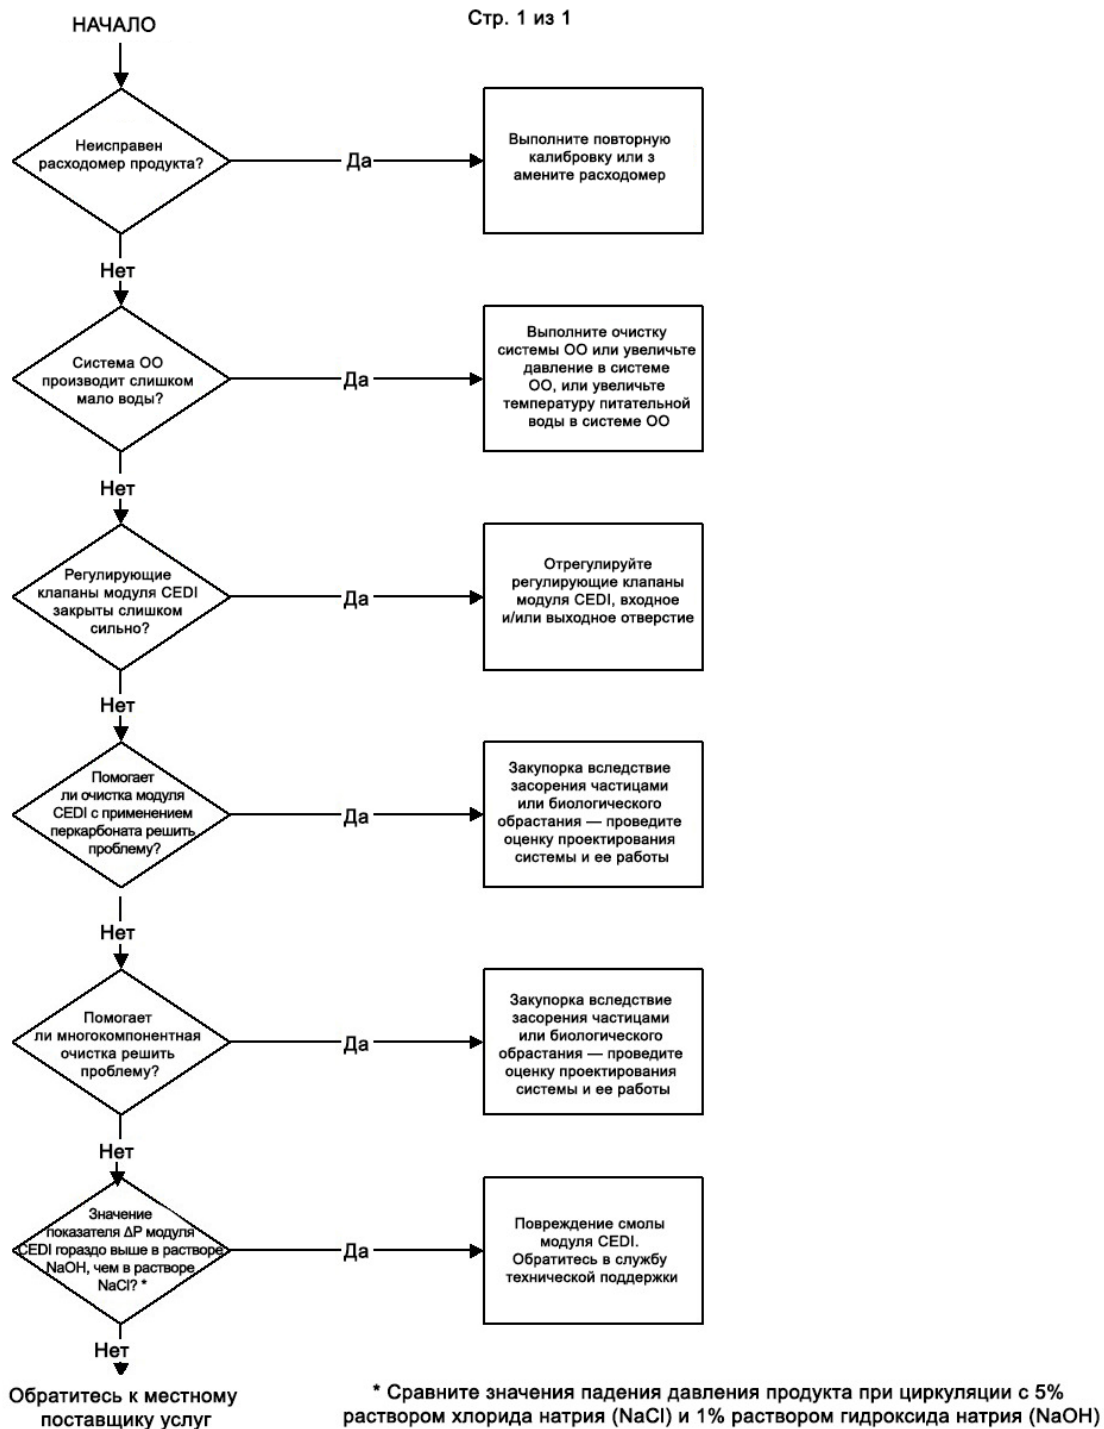 НАЧАЛО
Стр. 1 из 1
Неисправен
расходомер продукта?
Да
Выполните повторную
калибровку или з
амените расходомер
Нет
Система ОО
производит слишком
мало воды?
Да
Выполните очистку
системы ОО или увеличьте
давление в системе
ОО, или увеличьте
температуру питательной
воды в системе ОО
Нет
Регулирующие
клапаны модуля CEDI
закрыты слишком
сильно?
Да
Отрегулируйте
регулирующие клапаны
модуля CEDI, входное
и/или выходное отверстие
Нет
Помогает
ли очистка модуля
CEDI с применением
перкарбоната решить
проблему?
Да
Закупорка вследствие
засорения частицами
или биологического
обрастания — проведите
оценку проектирования
системы и ее работы
Нет
Помогает
ли многокомпонентная
очистка решить
проблему?
Да
Закупорка вследствие
засорения частицами
или биологического
обрастания — проведите
оценку проектирования
системы и ее работы
Нет
Значение
показателя ΔP модуля
CEDI гораздо выше в растворе
NaOH, чем в растворе
NaCl? *
Да
Повреждение смолы
модуля CEDI.
Обратитесь в службу
технической поддержки
Нет
Обратитесь к местному
поставщику услуг
* Сравните значения падения давления продукта при циркуляции с 5%
раствором хлорида натрия (NaCl) и 1% раствором гидроксида натрия (NaOH)